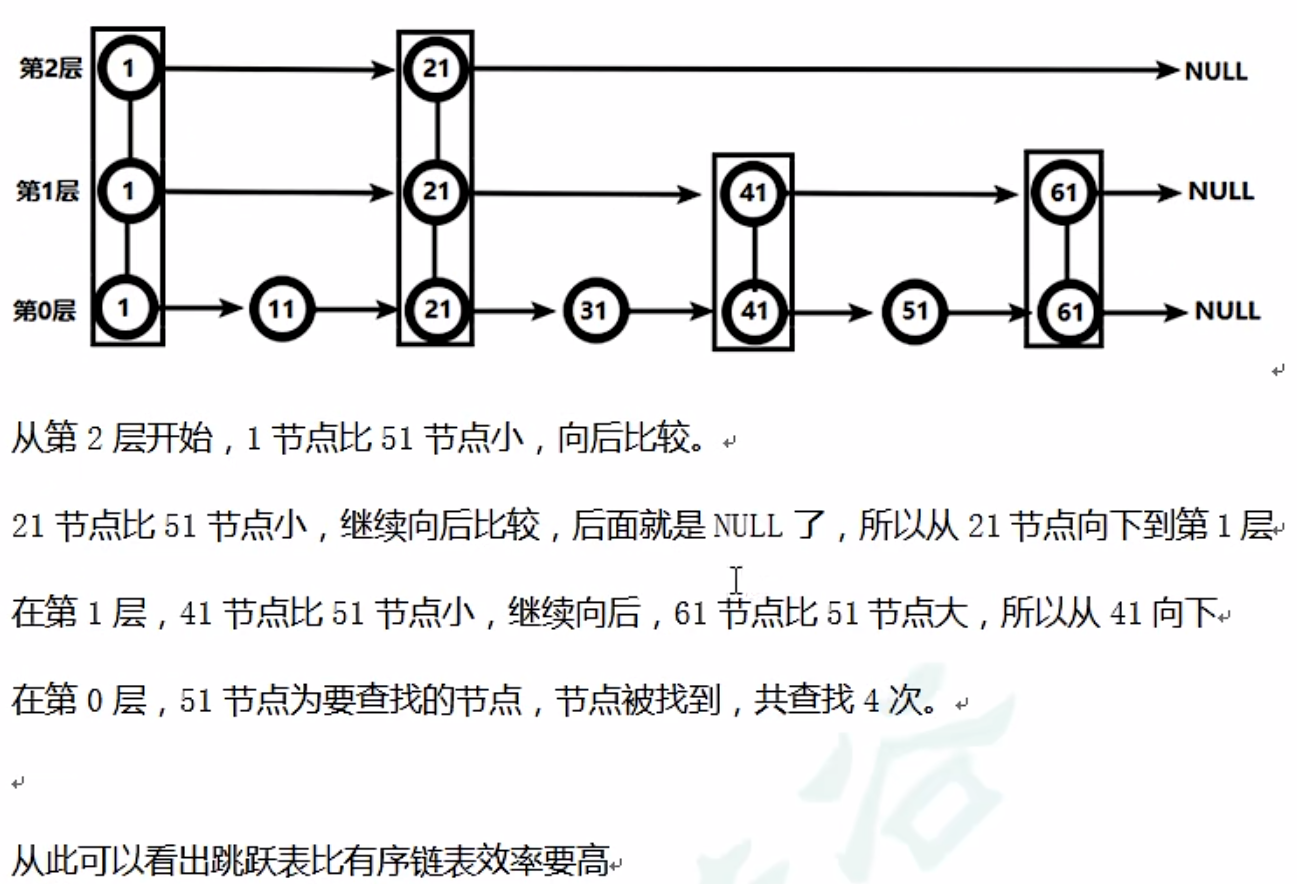 第2层 1 21 NULL
第1层 1 21 41 61 NULL
第0层 1 11 21 31 41 51 61 NULL
从第 2 层开始，1 节点比 51 节点小，向后比较。
21 节点比 51 节点小，继续向后比较，后面就是 NULL 了，所以从 21 节点向下到第 1 层
在第 1 层，41 节点比 51 节点小，继续向后，61 节点比 51 节点大，所以从 41 向下
在第 0 层，51 节点为要查找的节点，节点被找到，共查找 4 次。
从此可以看出跳跃表比有序链表效率要高